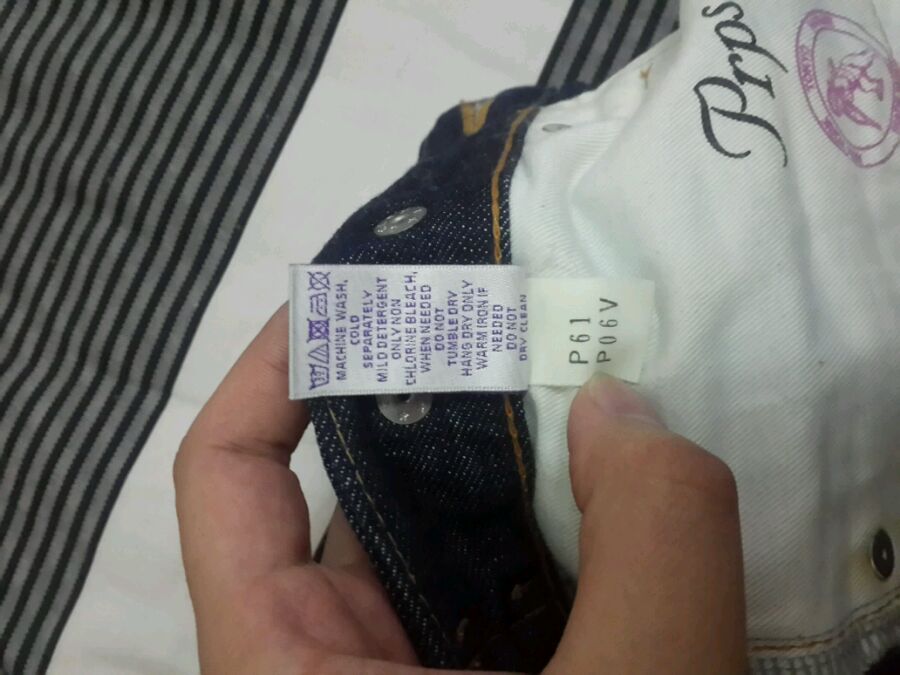 Prps
MACHINE WASH,
COLD
SEPARATELY
MILD DETERGENT
ONLY NON
CHLORINE BLEACH,
WHEN NEEDED
DO NOT
TUMBLE DRY
HANG DRY ONLY
WARM IRON IF
NEEDED
DO NOT
DRY CLEAN
P61
P06V